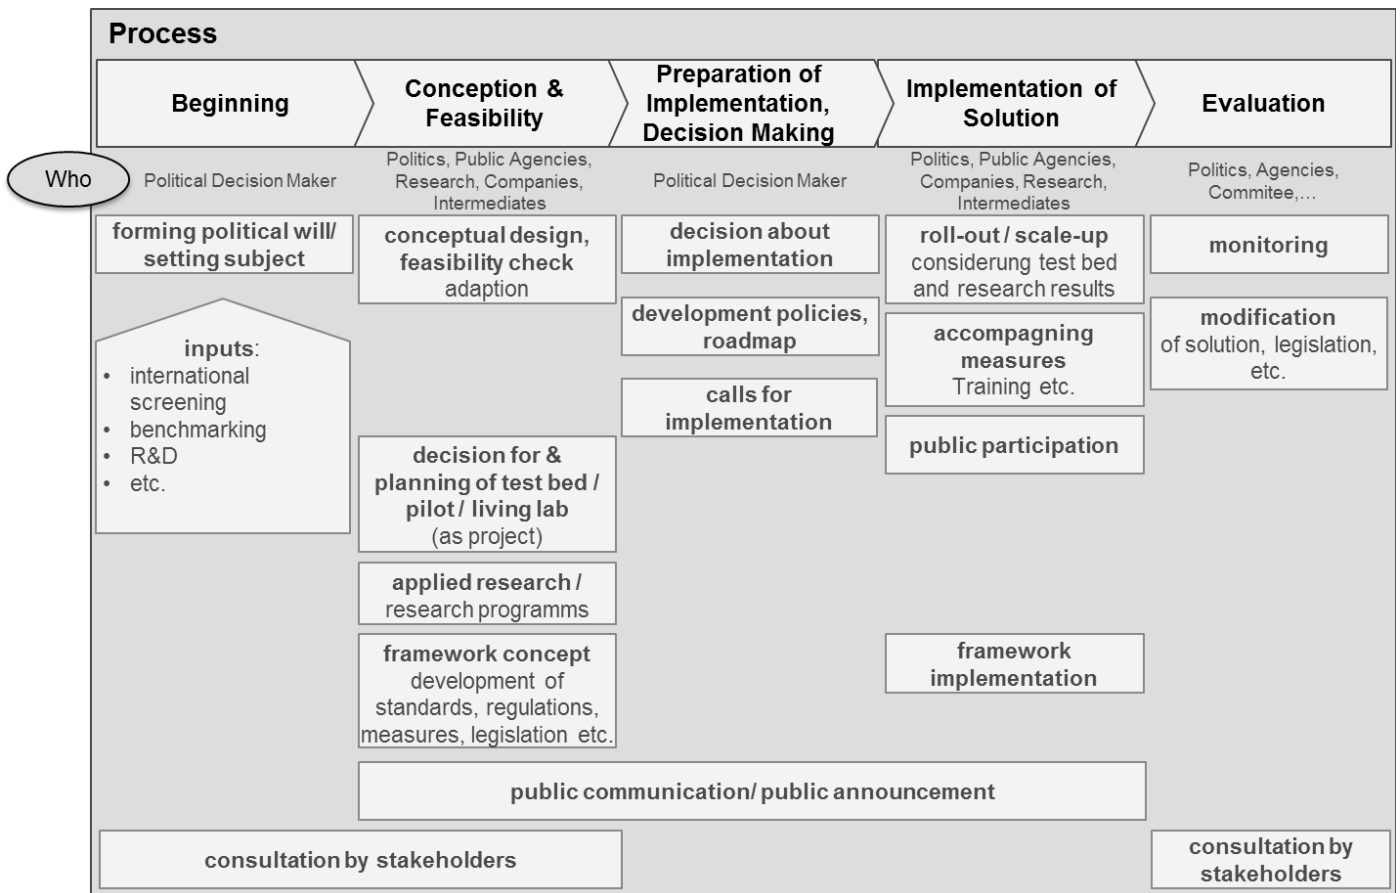 Process
Beginning
Conception &
Feasibility
Preparation of
Implementation,
Decision Making
Implementation of
Solution
Evaluation
Who
Political Decision Maker
Politics, Public Agencies,
Research, Companies,
Intermediates
Political Decision Maker
Politics, Public Agencies,
Companies, Research,
Intermediates
Politics, Agencies,
Commitee,...
forming political will/
setting subject
inputs:
• international
screening
• benchmarking
• R&D
• etc.
conceptual design,
feasibility check
adaption
decision for &
planning of test bed /
pilot / living lab
(as project)
applied research /
research programms
framework concept
development of
standards, regulations,
measures, legislation etc.
decision about
implementation
development policies,
roadmap
calls for
implementation
roll-out / scale-up
considerung test bed
and research results
accompagning
measures
Training etc.
public participation
framework
implementation
monitoring
modification
of solution, legislation,
etc.
public communication/ public announcement
consultation by stakeholders
consultation by
stakeholders